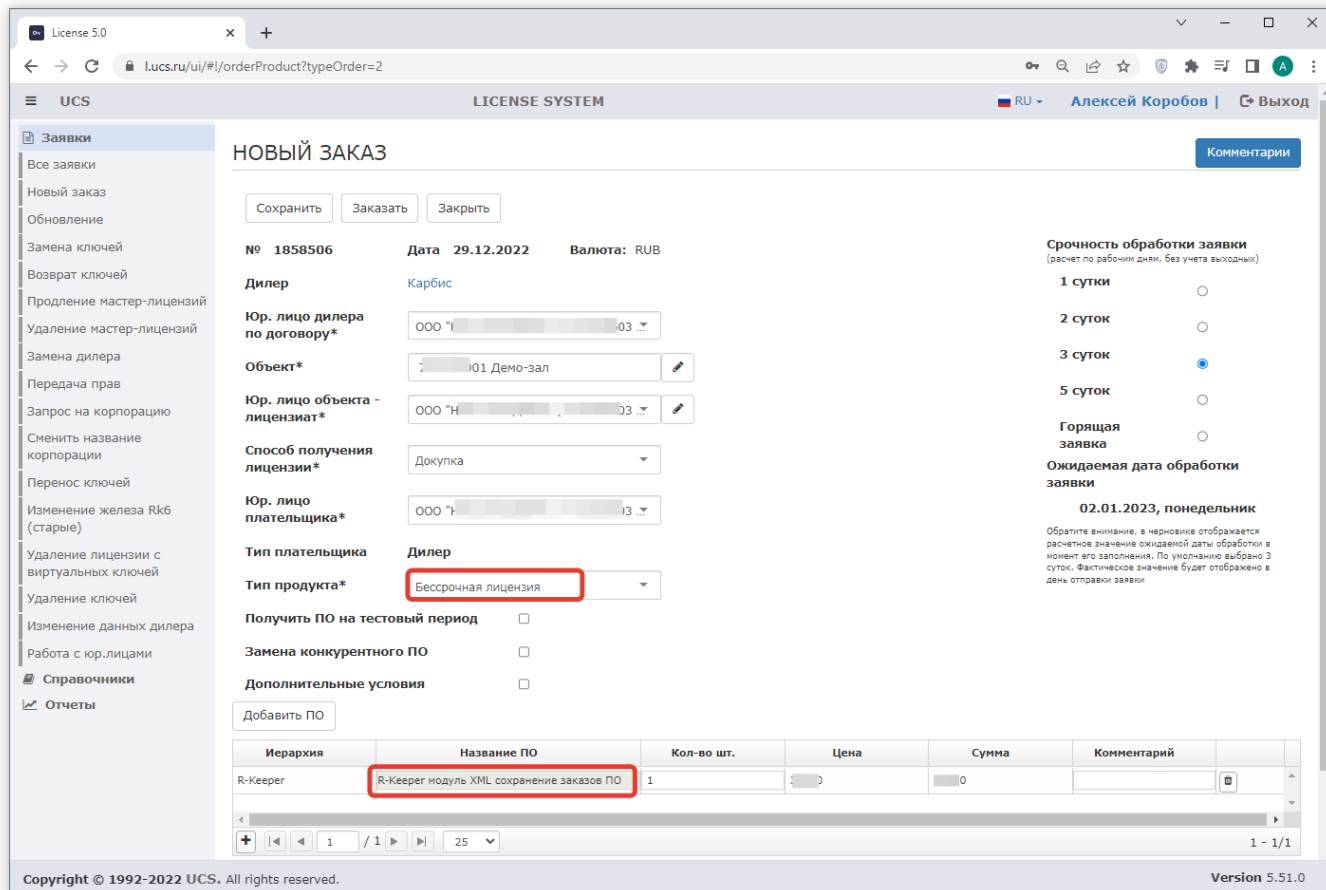 License 5.0
l.ucs.ru/ui/#!/orderProduct?typeOrder=2
A
UCS
LICENSE SYSTEM
RU
Алексей Коробов |
Выход
Заявки
Все заявки
Новый заказ
Обновление
Замена ключей
Возврат ключей
Продление мастер-лицензий
Удаление мастер-лицензий
Замена дилера
Передача прав
Запрос на корпорацию
Сменить название
корпорации
Перенос ключей
Изменение железа Rk6
(старые)
Удаление лицензии с
виртуальных ключей
Удаление ключей
Изменение данных дилера
Работа с юр.лицами
Справочники
Отчеты
НОВЫЙ ЗАКАЗ
Комментарии
Сохранить Заказать Закрыть
№ 1858506 Дата 29.12.2022 Валюта: RUB
Дилер Карбис
Юр. лицо дилера
по договору*
ООО "
Объект*
01 Демо-зал
Юр. лицо объекта -
лицензиат*
ООО "Н
Способ получения
лицензии*
Докупка
Юр. лицо
плательщика*
ООО "
Тип плательщика Дилер
Тип продукта* Бессрочная лицензия
Получить ПО на тестовый период
Замена конкурентного ПО
Дополнительные условия
Срочность обработки заявки
(расчет по рабочим дням, без учета выходных)
1 сутки
2 суток
3 суток
5 суток
Горящая
заявка
Ожидаемая дата обработки
заявки
02.01.2023, понедельник
Обратите внимание, в черновике отображается
расчетное значение ожидаемой даты обработки в
момент его заполнения. По умолчанию выбрано 3
суток. Фактическое значение будет отображено в
день отправки заявки
Добавить ПО
Иерархия Название ПО Кол-во шт. Цена Сумма Комментарий
R-Keeper R-Keeper модуль XML сохранение заказов ПО 1
1 / 1 25 1 - 1/1
Copyright © 1992-2022 UCS. All rights reserved.
Version 5.51.0